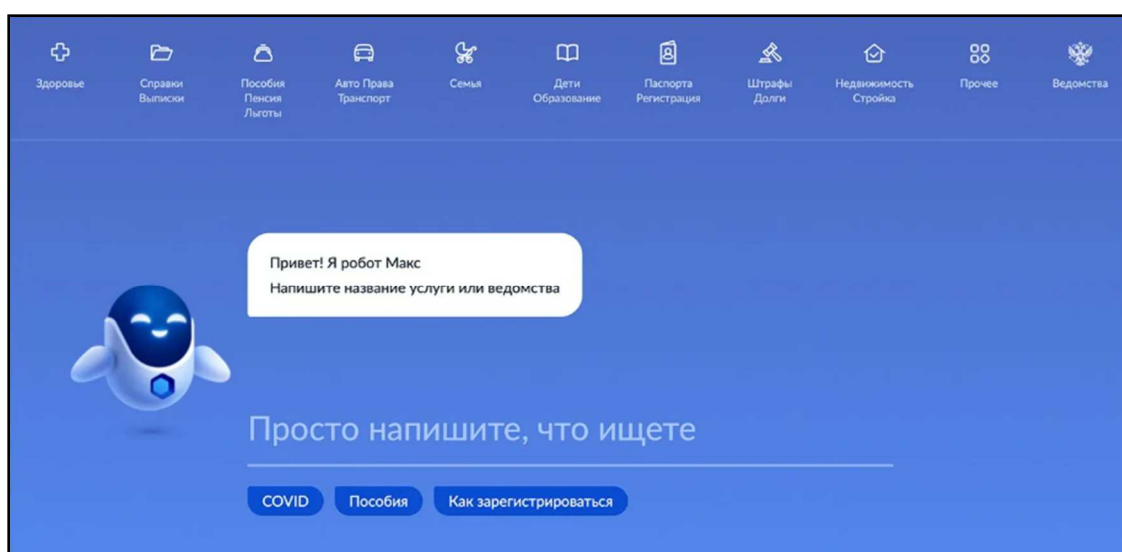 Здоровье
Справки
Выписки
Пособия
Пенсия
Льготы
Авто Права
Транспорт
Семья
Дети
Образование
Паспорта
Регистрация
Штрафы
Долги
Недвижимость
Стройка
Прочее
Ведомства
Привет! Я робот Макс
Напишите название услуги или ведомства
Просто напишите, что ищете
COVID
Пособия
Как зарегистрироваться